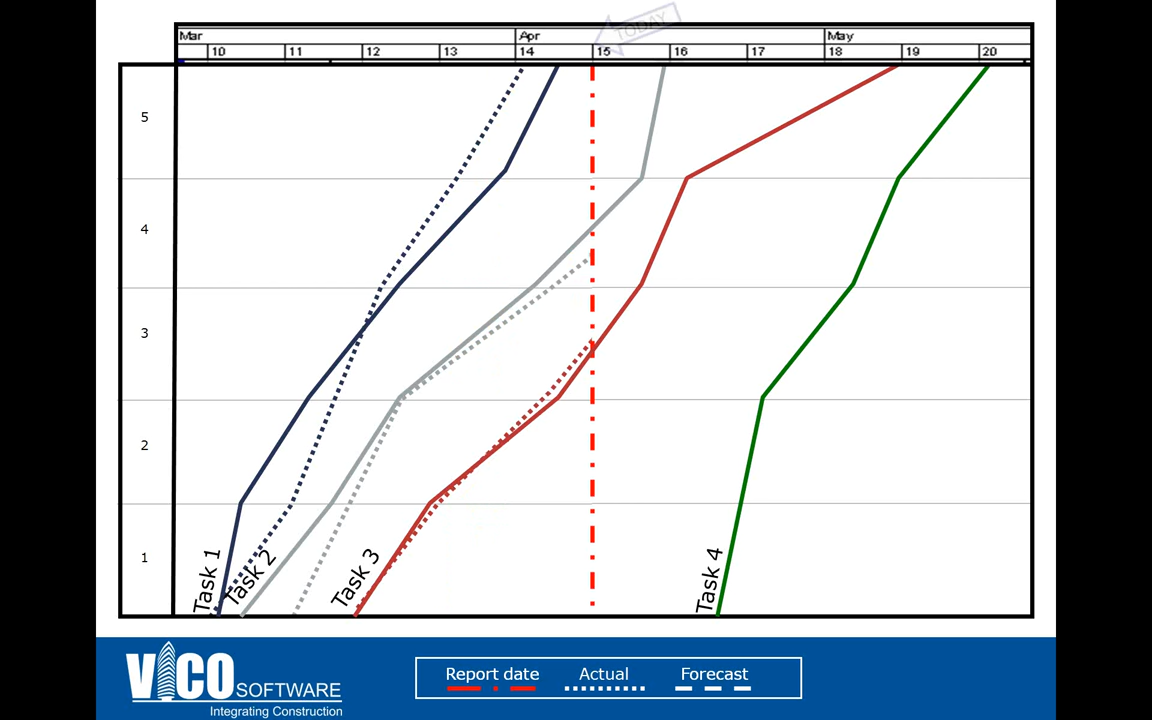 TODAY
Mar Apr May
10 11 12 13 14 15 16 17 18 19 20
5
4
3
2
1
Task 1
Task 2
Task 3
Task 4
VICO SOFTWARE
Integrating Construction
Report date Actual Forecast